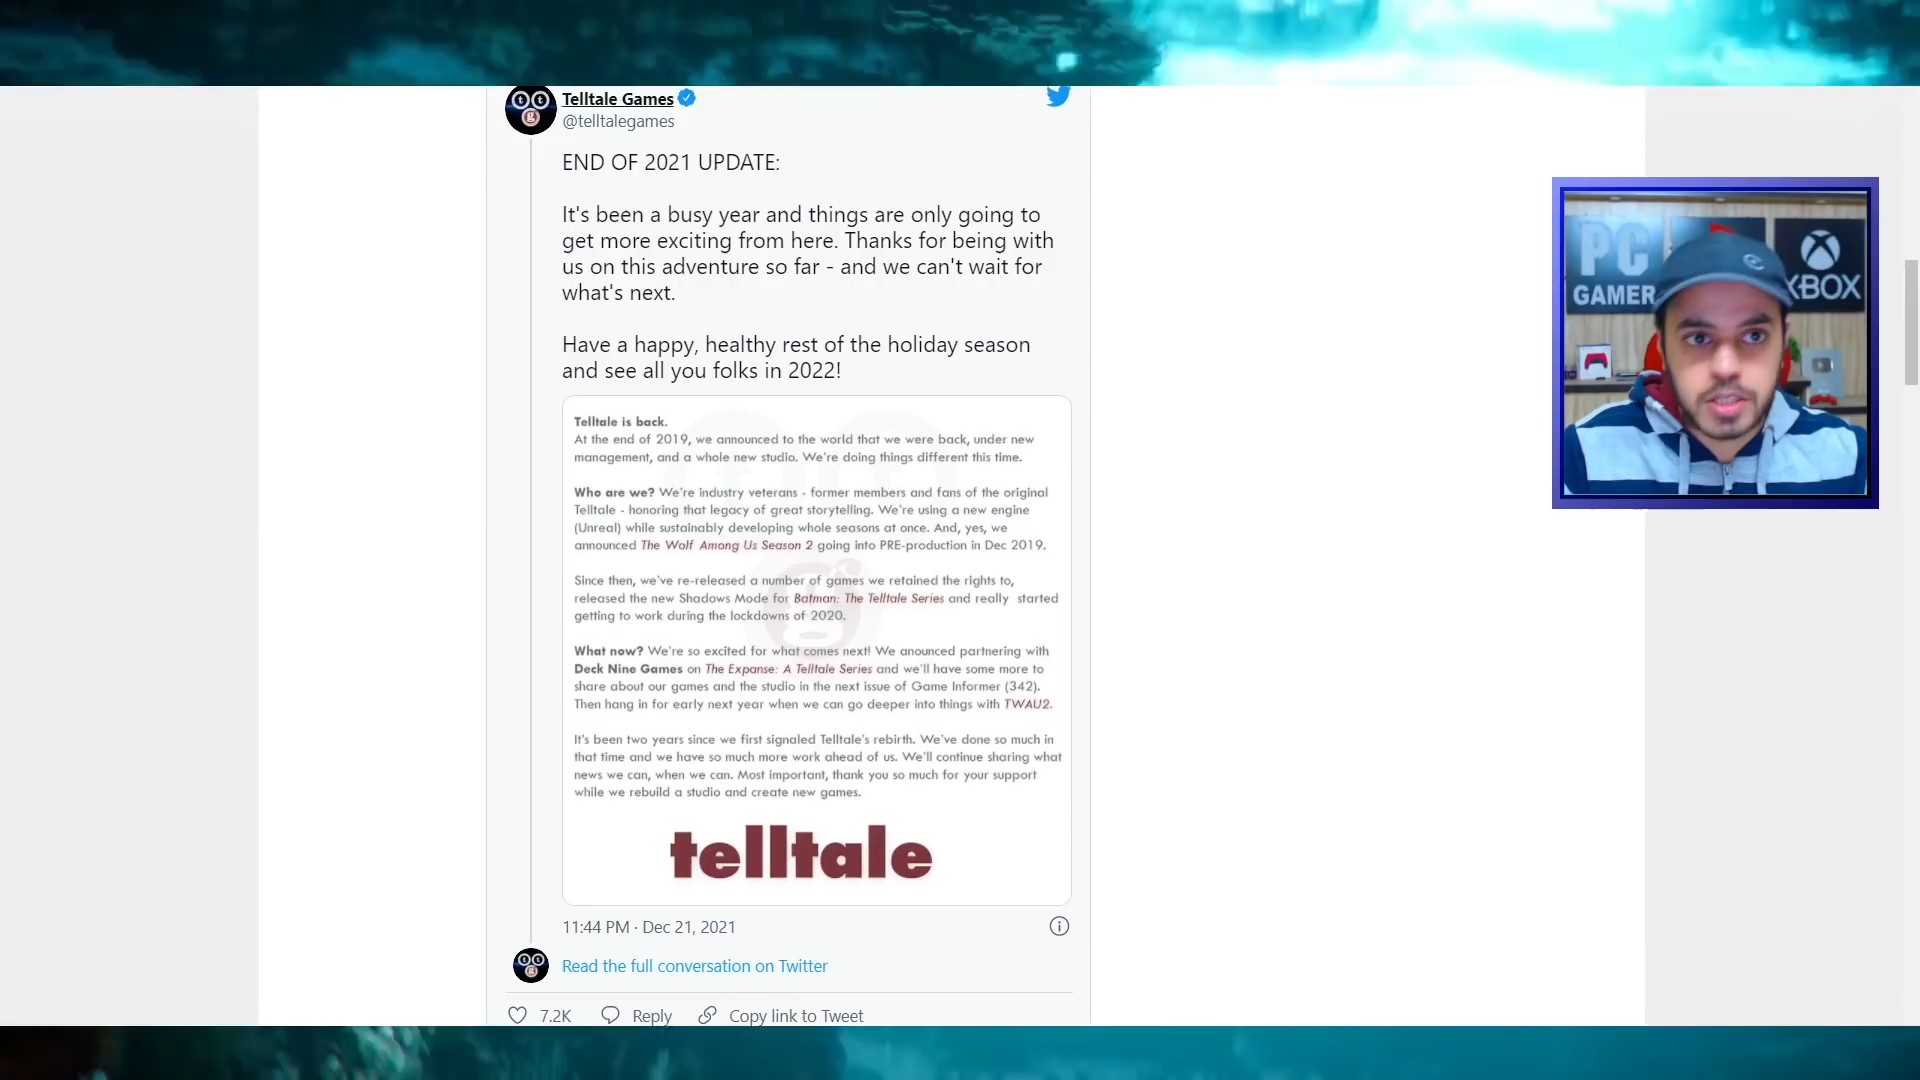 Telltale Games
@telltalegames
END OF 2021 UPDATE:
It's been a busy year and things are only going to
get more exciting from here. Thanks for being with
us on this adventure so far - and we can't wait for
what's next.
Have a happy, healthy rest of the holiday season
and see all you folks in 2022!
Telltale is back.
At the end of 2019, we announced to the world that we were back, under new
management, and a whole new studio. We're doing things different this time.
Who are we? We're industry veterans - former members and fans of the original
Telltale - honoring that legacy of great storytelling. We're using a new engine
(Unreal) while sustainably developing whole seasons at once. And, yes, we
announced The Wolf Among Us Season 2 going into PRE-production in Dec 2019.
Since then, we've re-released a number of games we retained the rights to,
released the new Shadows Mode for Batman: The Telltale Series and really started
getting to work during the lockdowns of 2020.
What now? We're so excited for what comes next! We anounced partnering with
Deck Nine Games on The Expanse: A Telltale Series and we'll have some more to
share about our games and the studio in the next issue of Game Informer (342).
Then hang in for early next year when we can go deeper into things with TWAU2.
It's been two years since we first signaled Telltale's rebirth. We've done so much in
that time and we have so much more work ahead of us. We'll continue sharing what
news we can, when we can. Most important, thank you so much for your support
while we rebuild a studio and create new games.
telltale
11:44 PM · Dec 21, 2021
Read the full conversation on Twitter
7.2K Reply Copy link to Tweet
PC
GAMER
XBOX